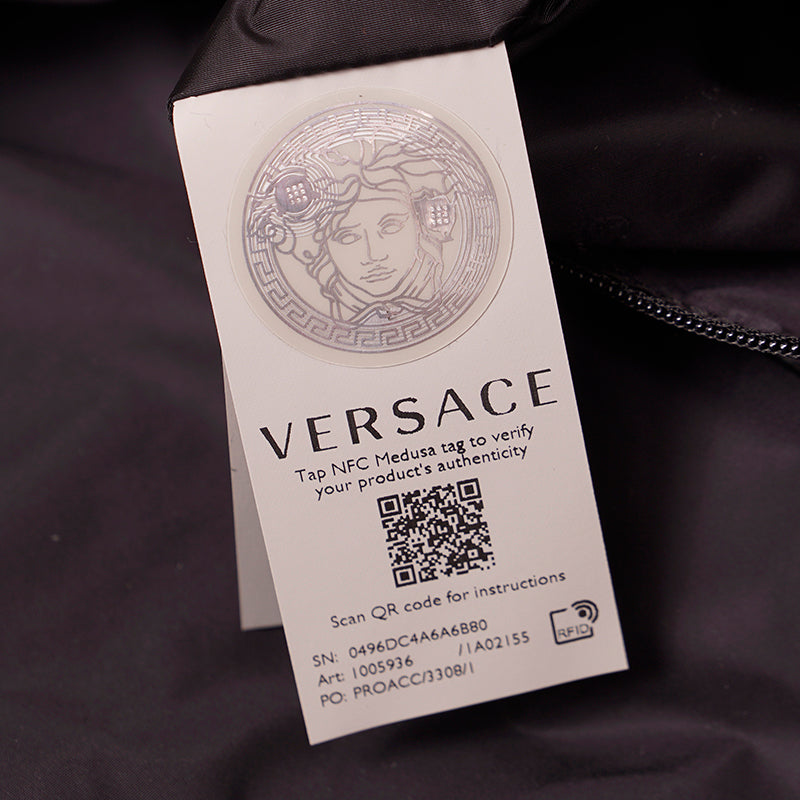 VERSACE
Tap NFC Medusa tag to verify
your product's authenticity
Scan QR code for instructions
SN: 0496DC4A6A6B80
Art: 1005936 /1A02155
PO: PROACC/3308/1
RFID